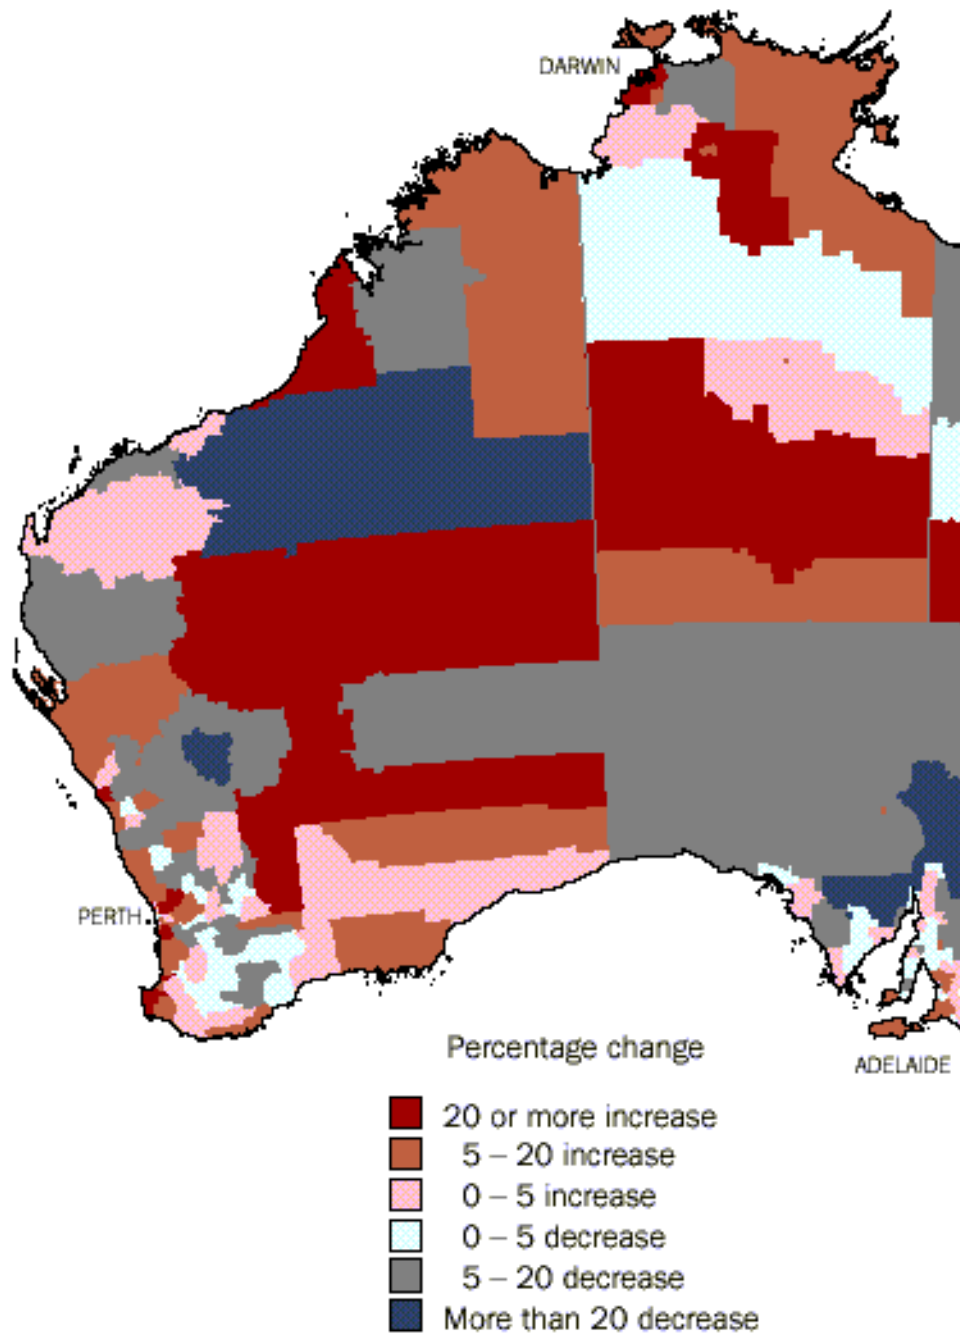 DARWIN
PERTH
ADELAIDE
Percentage change
20 or more increase
5 – 20 increase
0 – 5 increase
0 – 5 decrease
5 – 20 decrease
More than 20 decrease